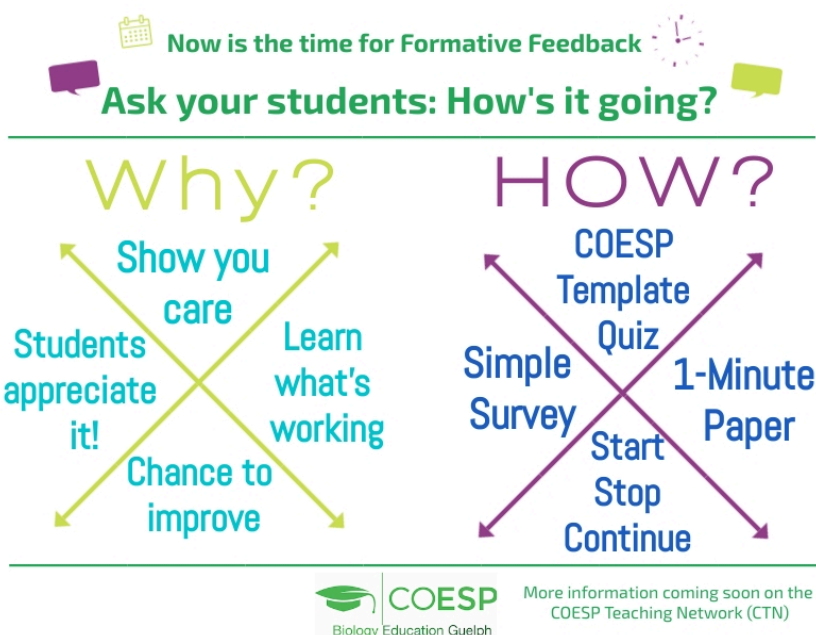 Now is the time for Formative Feedback
Ask your students: How's it going?
Why?
Show you
care
Students
appreciate
it!
Learn
what's
working
Chance to
improve
HOW?
COESP
Template
Quiz
Simple
Survey
1-Minute
Paper
Start
Stop
Continue
COESP
Biology Education Guelph
More information coming soon on the
COESP Teaching Network (CTN)